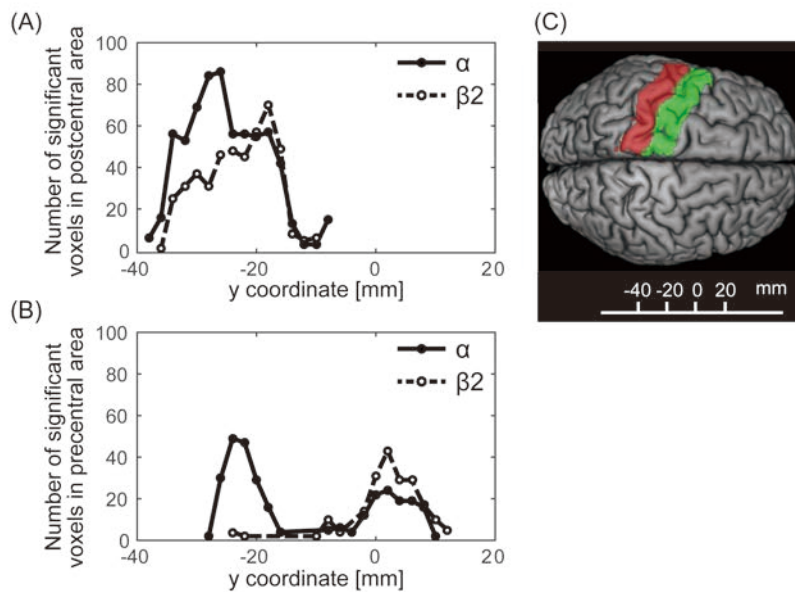 (A)
Number of significant
voxels in postcentral area
100
80
60
40
20
0
-40
-20
0
20
y coordinate [mm]
α
β2
(B)
Number of significant
voxels in precentral area
100
80
60
40
20
0
-40
-20
0
20
y coordinate [mm]
α
β2
(C)
-40 -20 0 20 mm